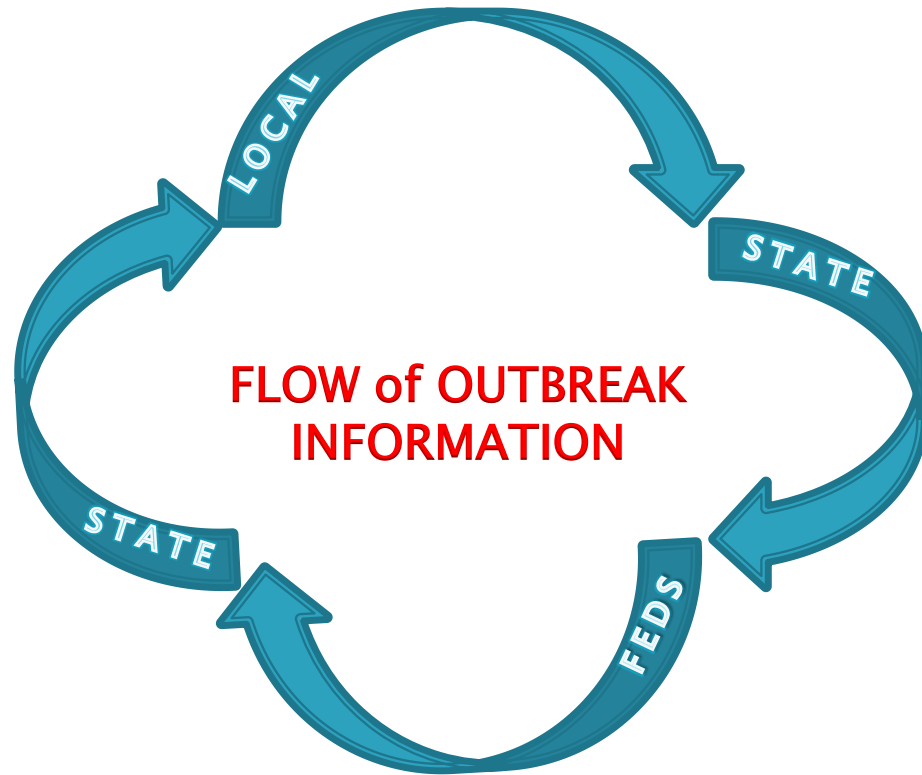 LOCAL
STATE
FLOW of OUTBREAK
INFORMATION
STATE
FEDS